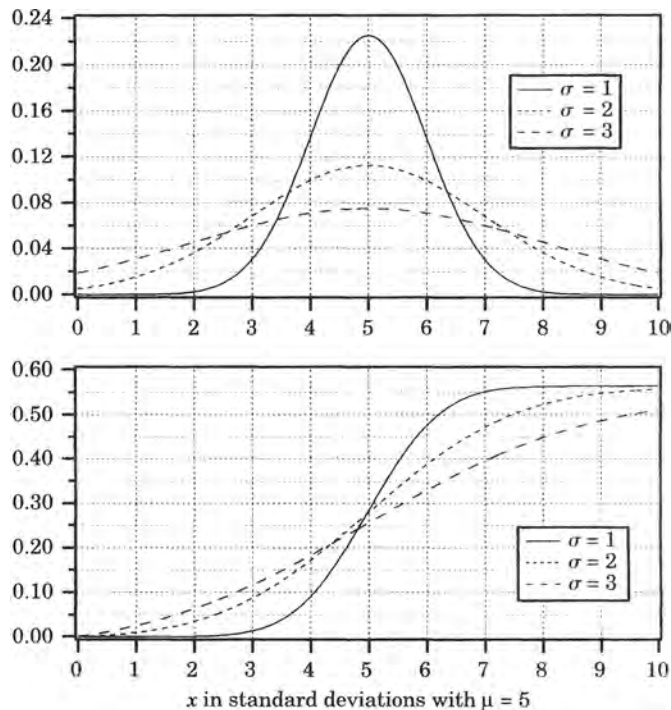 0.24
0.20
0.16
0.12
0.08
0.04
0.00
σ = 1
σ = 2
σ = 3
0 1 2 3 4 5 6 7 8 9 10
0.60
0.50
0.40
0.30
0.20
0.10
0.00
σ = 1
σ = 2
σ = 3
0 1 2 3 4 5 6 7 8 9 10
x in standard deviations with μ = 5